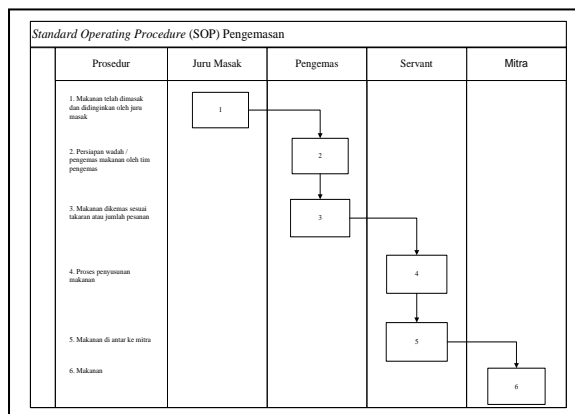 Standard Operating Procedure (SOP) Pengemasan
Prosedur Juru Masak Pengemas Servant Mitra
1. Makanan telah dimasak
dan didinginkan oleh juru
masak
1
2. Persiapan wadah /
pengemas makanan oleh tim
pengemas
2
3. Makanan dikemas sesuai
takaran atau jumlah pesanan
3
4. Proses penyusunan
makanan
4
5. Makanan di antar ke mitra
5
6. Makanan
6